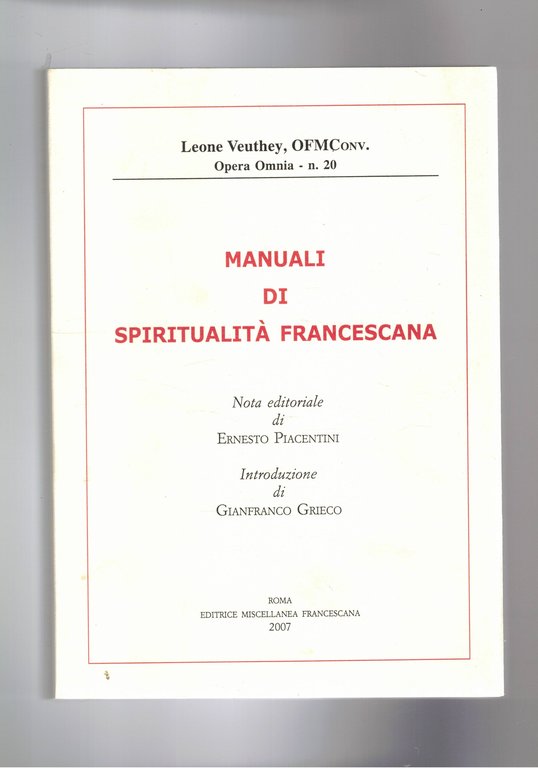 Leone Veuthey, OFMConv.
Opera Omnia - n. 20
MANUALI
DI
SPIRITUALITÀ FRANCESCANA
Nota editoriale
di
Ernesto Piacentini
Introduzione
di
Gianfranco Grieco
ROMA
EDITRICE MISCELLANEA FRANCESCANA
2007